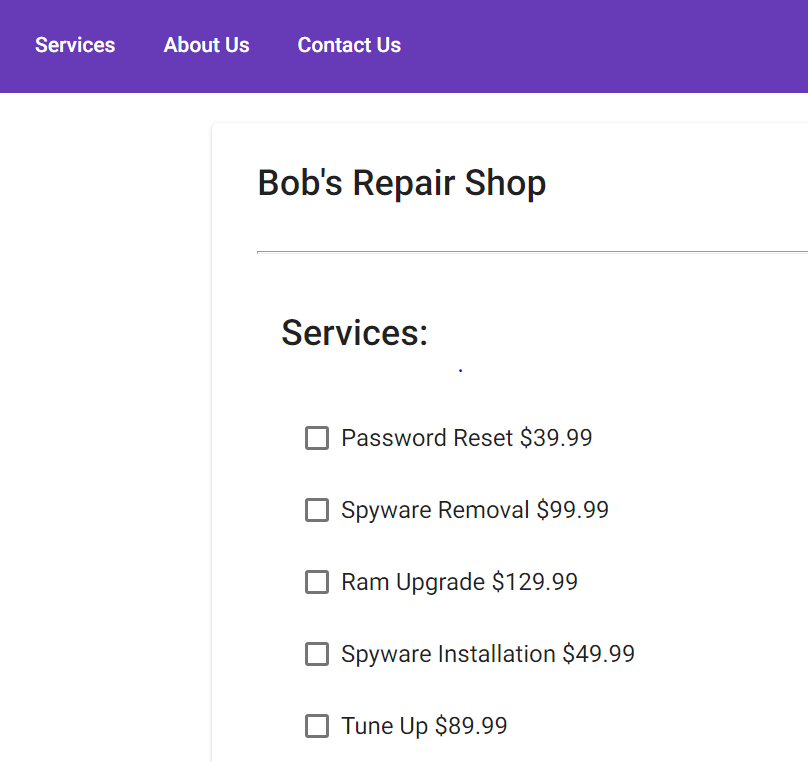 Services About Us Contact Us
Bob's Repair Shop
Services:
Password Reset $39.99
Spyware Removal $99.99
Ram Upgrade $129.99
Spyware Installation $49.99
Tune Up $89.99